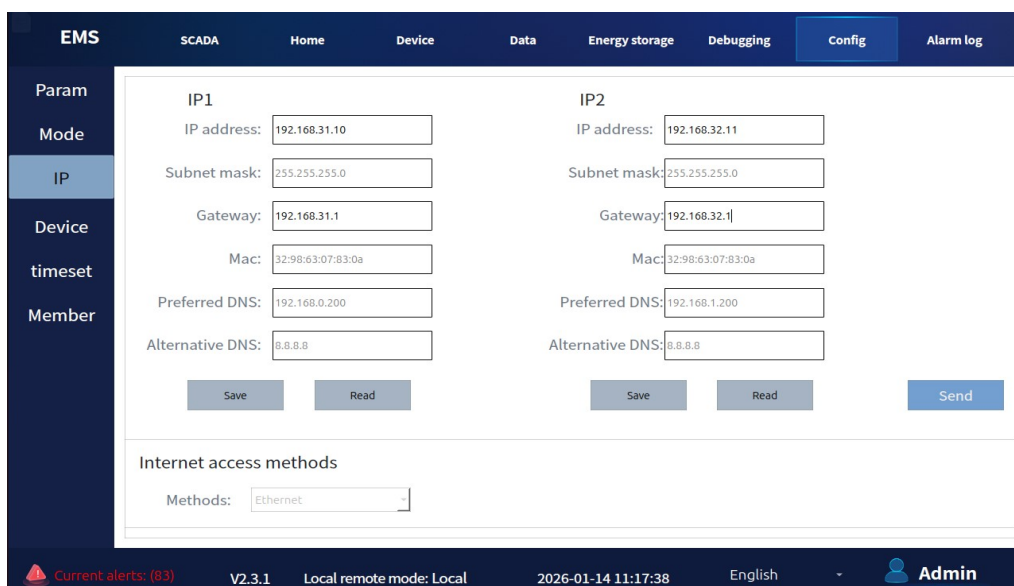 EMS SCADA Home Device Data Energy storage Debugging Config Alarm log
Param
Mode
IP
Device
timeset
Member
IP1
IP address: 192.168.31.10
Subnet mask: 255.255.255.0
Gateway: 192.168.31.1
Mac: 32:98:63:07:83:0a
Preferred DNS: 192.168.0.200
Alternative DNS: 8.8.8.8
Save Read
IP2
IP address: 192.168.32.11
Subnet mask: 255.255.255.0
Gateway: 192.168.32.1
Mac: 32:98:63:07:83:0a
Preferred DNS: 192.168.1.200
Alternative DNS: 8.8.8.8
Save Read
Send
Internet access methods
Methods: Ethernet
Current alerts: (83) V2.3.1 Local remote mode: Local 2026-01-14 11:17:38 English Admin